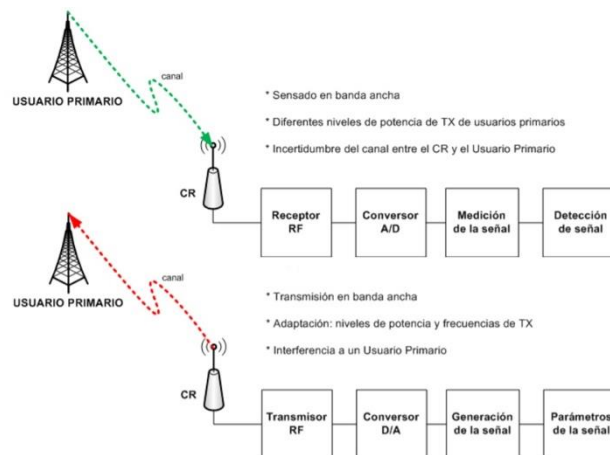 canal
USUARIO PRIMARIO
* Sensado en banda ancha
* Diferentes niveles de potencia de TX de usuarios primarios
* Incertidumbre del canal entre el CR y el Usuario Primario
CR
Receptor
RF
Conversor
A/D
Medición
de la señal
Detección
de señal
canal
USUARIO PRIMARIO
* Transmisión en banda ancha
* Adaptación: niveles de potencia y frecuencias de TX
* Interferencia a un Usuario Primario
CR
Transmisor
RF
Conversor
D/A
Generación
de la señal
Parámetros
de la señal